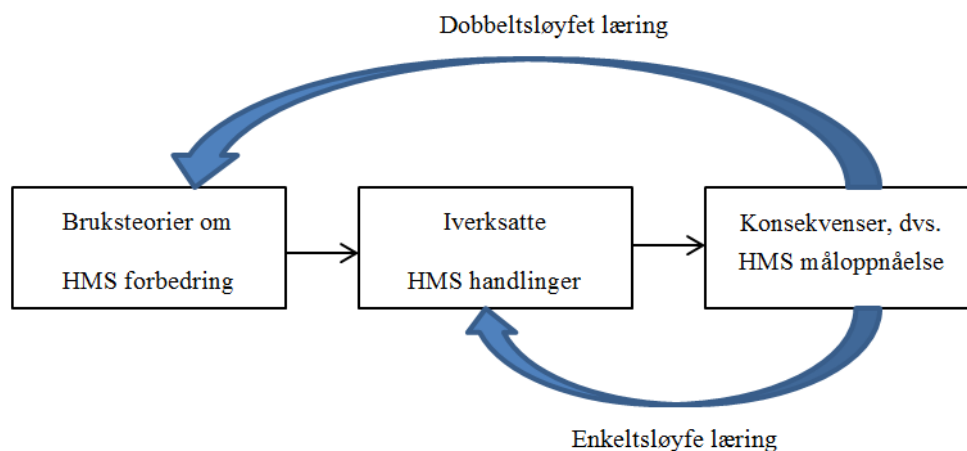 Dobbeltsløyfet læring
Bruksteorier om
HMS forbedring
Iverksatte
HMS handlinger
Konsekvenser, dvs.
HMS måloppnåelse
Enkeltsløyfe læring